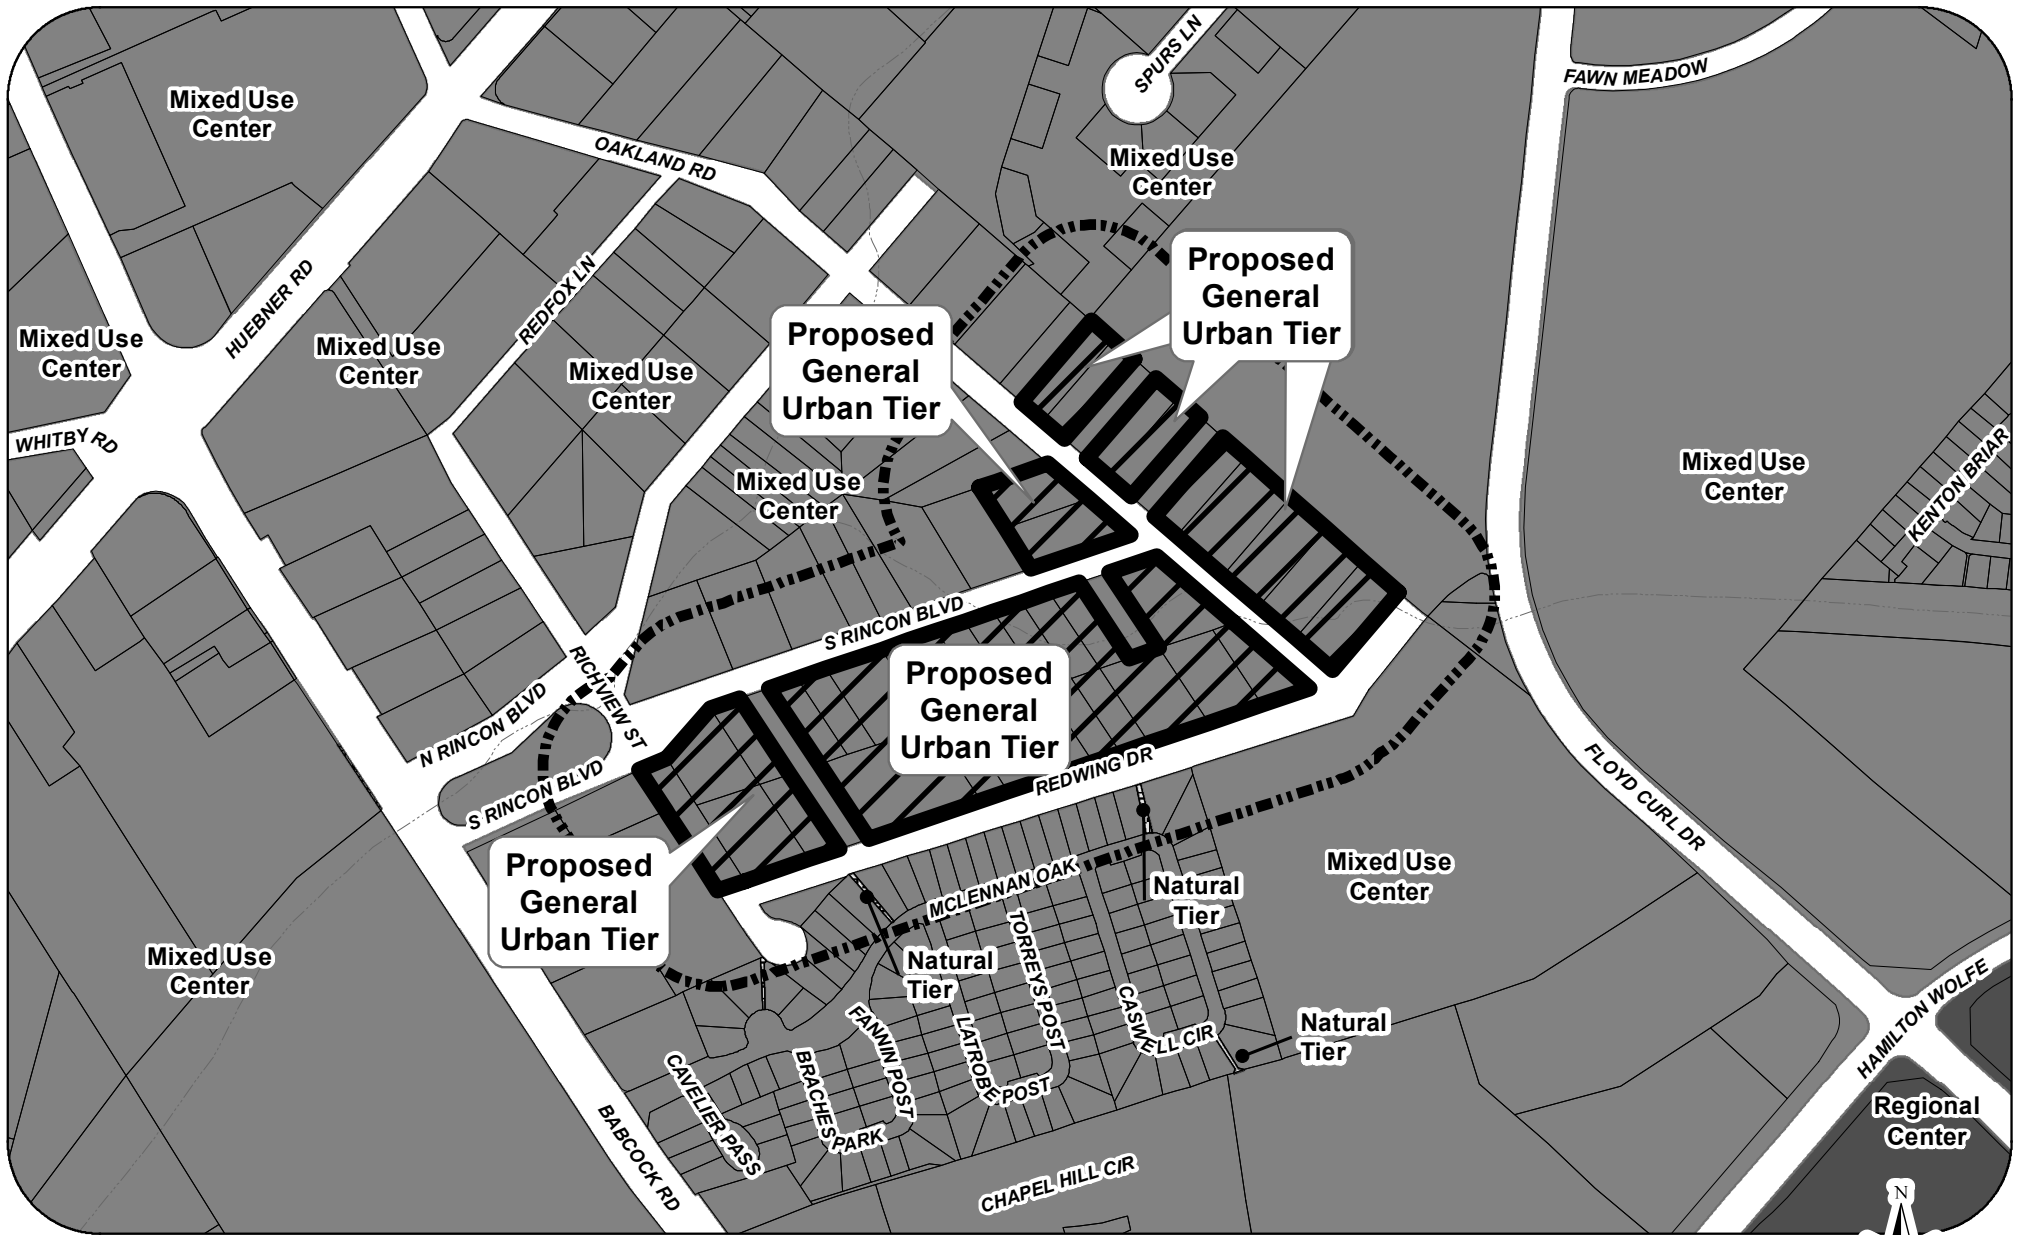 SPURS LN
FAWN MEADOW
Mixed Use
Center
OAKLAND RD
Mixed Use
Center
Proposed
General
Urban Tier
HUEBNER RD
REDFOX LN
Mixed Use
Center
Mixed Use
Center
Mixed Use
Center
Proposed
General
Urban Tier
WHITBY RD
Mixed Use
Center
Mixed Use
Center
KENTON BRIAR
S RINCON BLVD
RICHVIEW ST
N RINCON BLVD
S RINCON BLVD
Proposed
General
Urban Tier
REDWING DR
FLOYD CURL DR
Proposed
General
Urban Tier
MCLENNAN OAK
Natural
Tier
Mixed Use
Center
Mixed Use
Center
Natural
Tier
TORREYS POST
CASWELL CIR
Natural
Tier
FANNIN POST
LATROBE POST
BRACHES PARK
CAVELIER PASS
BABCOCK RD
CHAPEL HILL CIR
HAMILTON WOLFE
Regional
Center
N